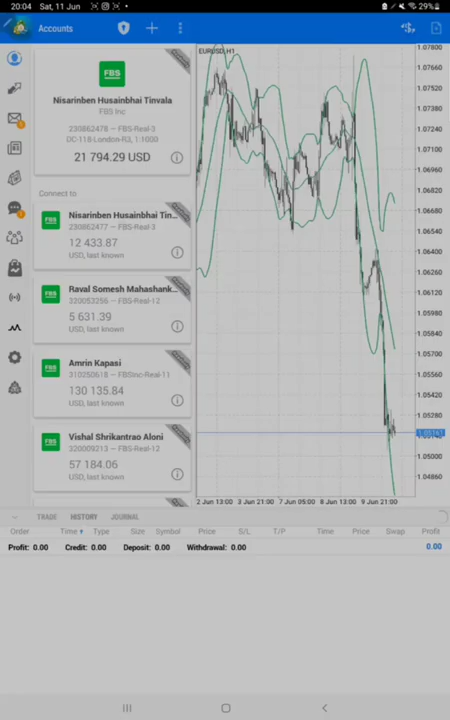 20:04 Sat, 11 Jun
29%
Accounts
FBS
Nisarinben Husainbhai Tinvala
FBS Inc
230862478 — FBS-Real-3
DC-118-London-R3, 1:1000
21 794.29 USD
Connect to
FBS
Nisarinben Husainbhai Tin...
230862477 — FBS-Real-3
12 433.87
USD, last known
FBS
Raval Somesh Mahashank...
320053256 — FBS-Real-12
5 631.39
USD, last known
FBS
Amrin Kapasi
310250618 — FBSInc-Real-11
130 135.84
USD, last known
FBS
Vishal Shrikantrao Aloni
320009213 — FBS-Real-12
57 184.06
USD, last known
EURUSD,H1
1.07800
1.07660
1.07520
1.07380
1.07240
1.07100
1.06960
1.06820
1.06680
1.06540
1.06400
1.06260
1.06120
1.05980
1.05840
1.05700
1.05560
1.05420
1.05280
1.05000
1.04860
2 Jun 13:00 3 Jun 21:00 7 Jun 05:00 8 Jun 13:00 9 Jun 21:00
TRADE HISTORY JOURNAL
Order Time Type Size Symbol Price S/L T/P Time Price Swap Profit
Profit: 0.00 Credit: 0.00 Deposit: 0.00 Withdrawal: 0.00 0.00